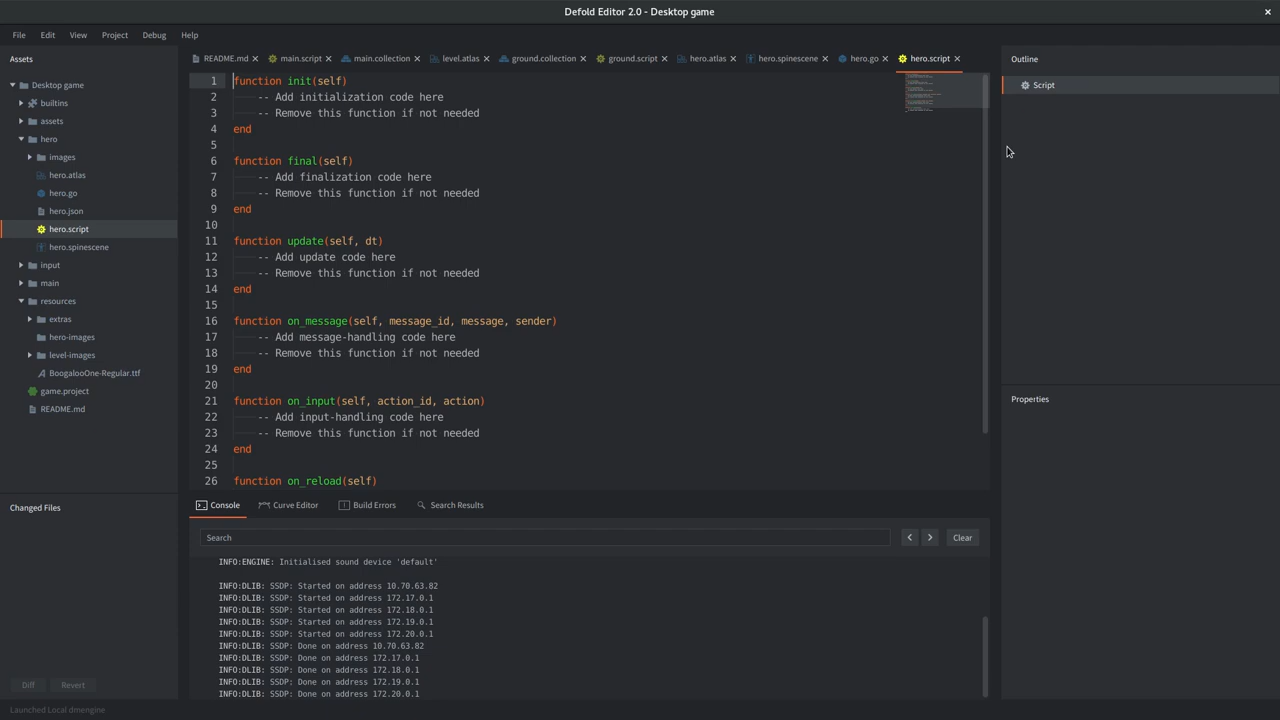 Defold Editor 2.0 - Desktop game
File Edit View Project Debug Help
Assets
Desktop game
builtins
assets
hero
images
hero.atlas
hero.go
hero.json
hero.script
hero.spinescene
input
main
resources
extras
hero-images
level-images
BoogalooOne-Regular.ttf
game.project
README.md
Changed Files
Diff Revert
Launched Local dmengine
README.md main.script main.collection level.atlas ground.collection ground.script hero.atlas hero.spinescene hero.go hero.script
1 function init(self)
2 -- Add initialization code here
3 -- Remove this function if not needed
4 end
5
6 function final(self)
7 -- Add finalization code here
8 -- Remove this function if not needed
9 end
10
11 function update(self, dt)
12 -- Add update code here
13 -- Remove this function if not needed
14 end
15
16 function on_message(self, message_id, message, sender)
17 -- Add message-handling code here
18 -- Remove this function if not needed
19 end
20
21 function on_input(self, action_id, action)
22 -- Add input-handling code here
23 -- Remove this function if not needed
24 end
25
26 function on_reload(self)
Console Curve Editor Build Errors Search Results
Search Clear
INFO:ENGINE: Initialised sound device 'default'
INFO:DLIB: SSDP: Started on address 10.70.63.82
INFO:DLIB: SSDP: Started on address 172.17.0.1
INFO:DLIB: SSDP: Started on address 172.18.0.1
INFO:DLIB: SSDP: Started on address 172.19.0.1
INFO:DLIB: SSDP: Started on address 172.20.0.1
INFO:DLIB: SSDP: Done on address 10.70.63.82
INFO:DLIB: SSDP: Done on address 172.17.0.1
INFO:DLIB: SSDP: Done on address 172.18.0.1
INFO:DLIB: SSDP: Done on address 172.19.0.1
INFO:DLIB: SSDP: Done on address 172.20.0.1
Outline
Script
Properties